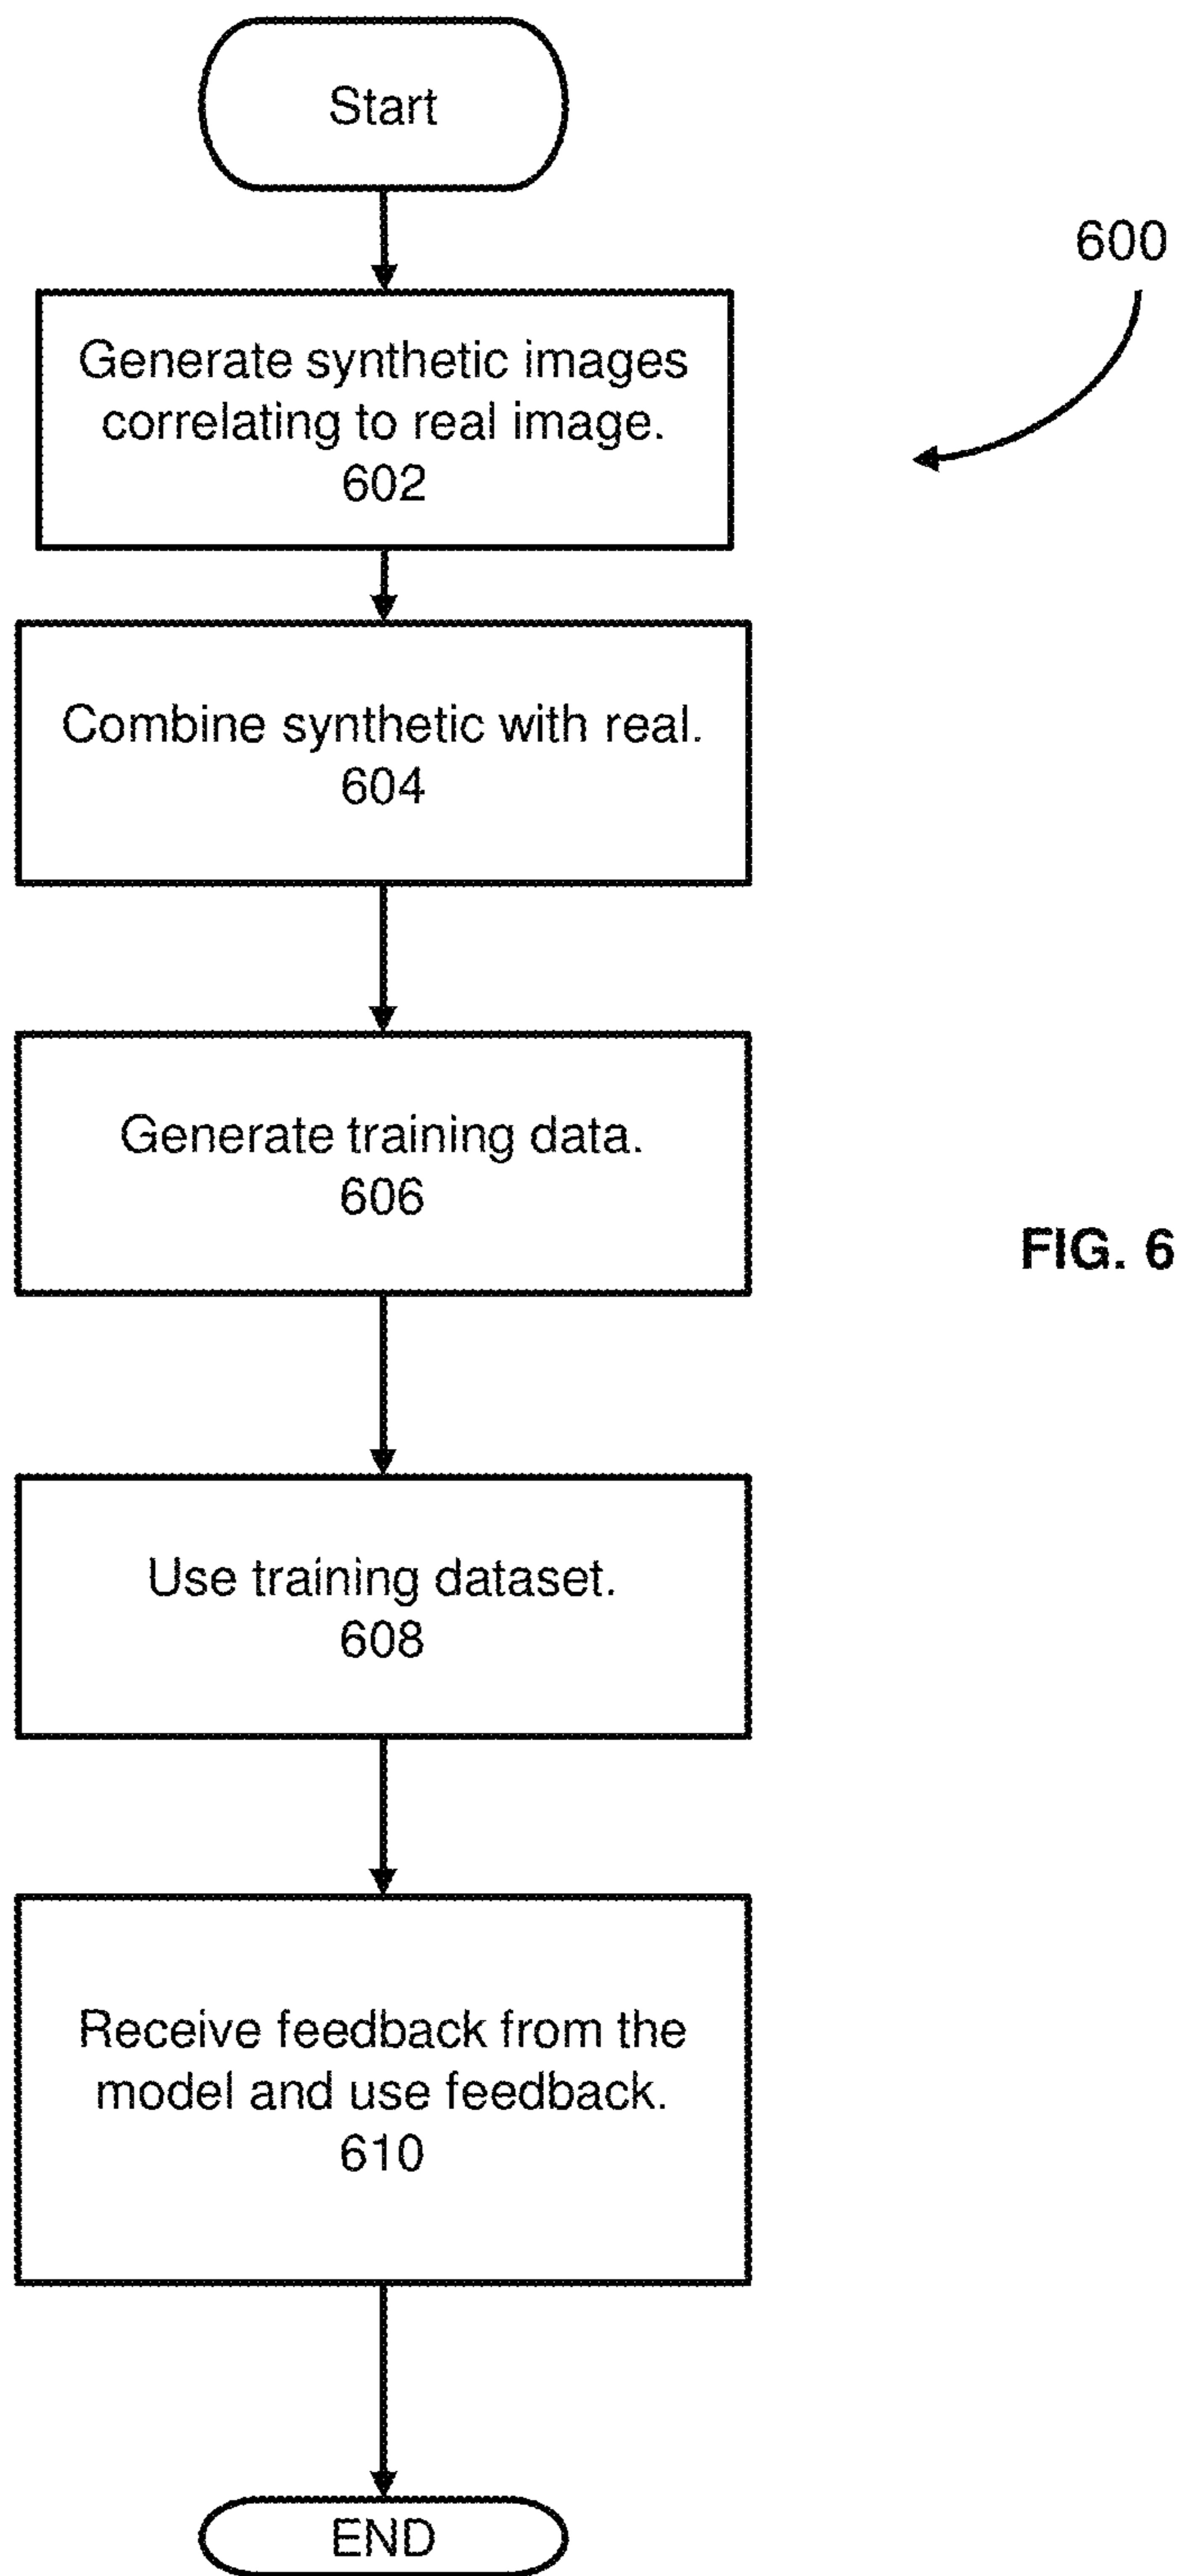 Start
600
Generate synthetic images
correlating to real image.
602
Combine synthetic with real.
604
Generate training data.
606
FIG. 6
Use training dataset.
608
Receive feedback from the
model and use feedback.
610
END